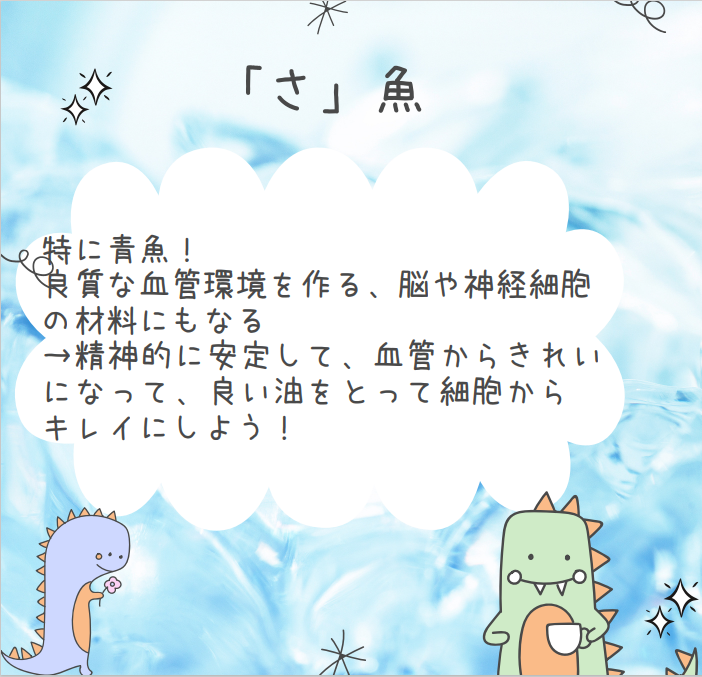 「さ」魚
特に青魚！
良質な血管環境を作る、脳や神経細胞
の材料にもなる
→精神的に安定して、血管からきれい
になって、良い油をとって細胞から
キレイにしよう！